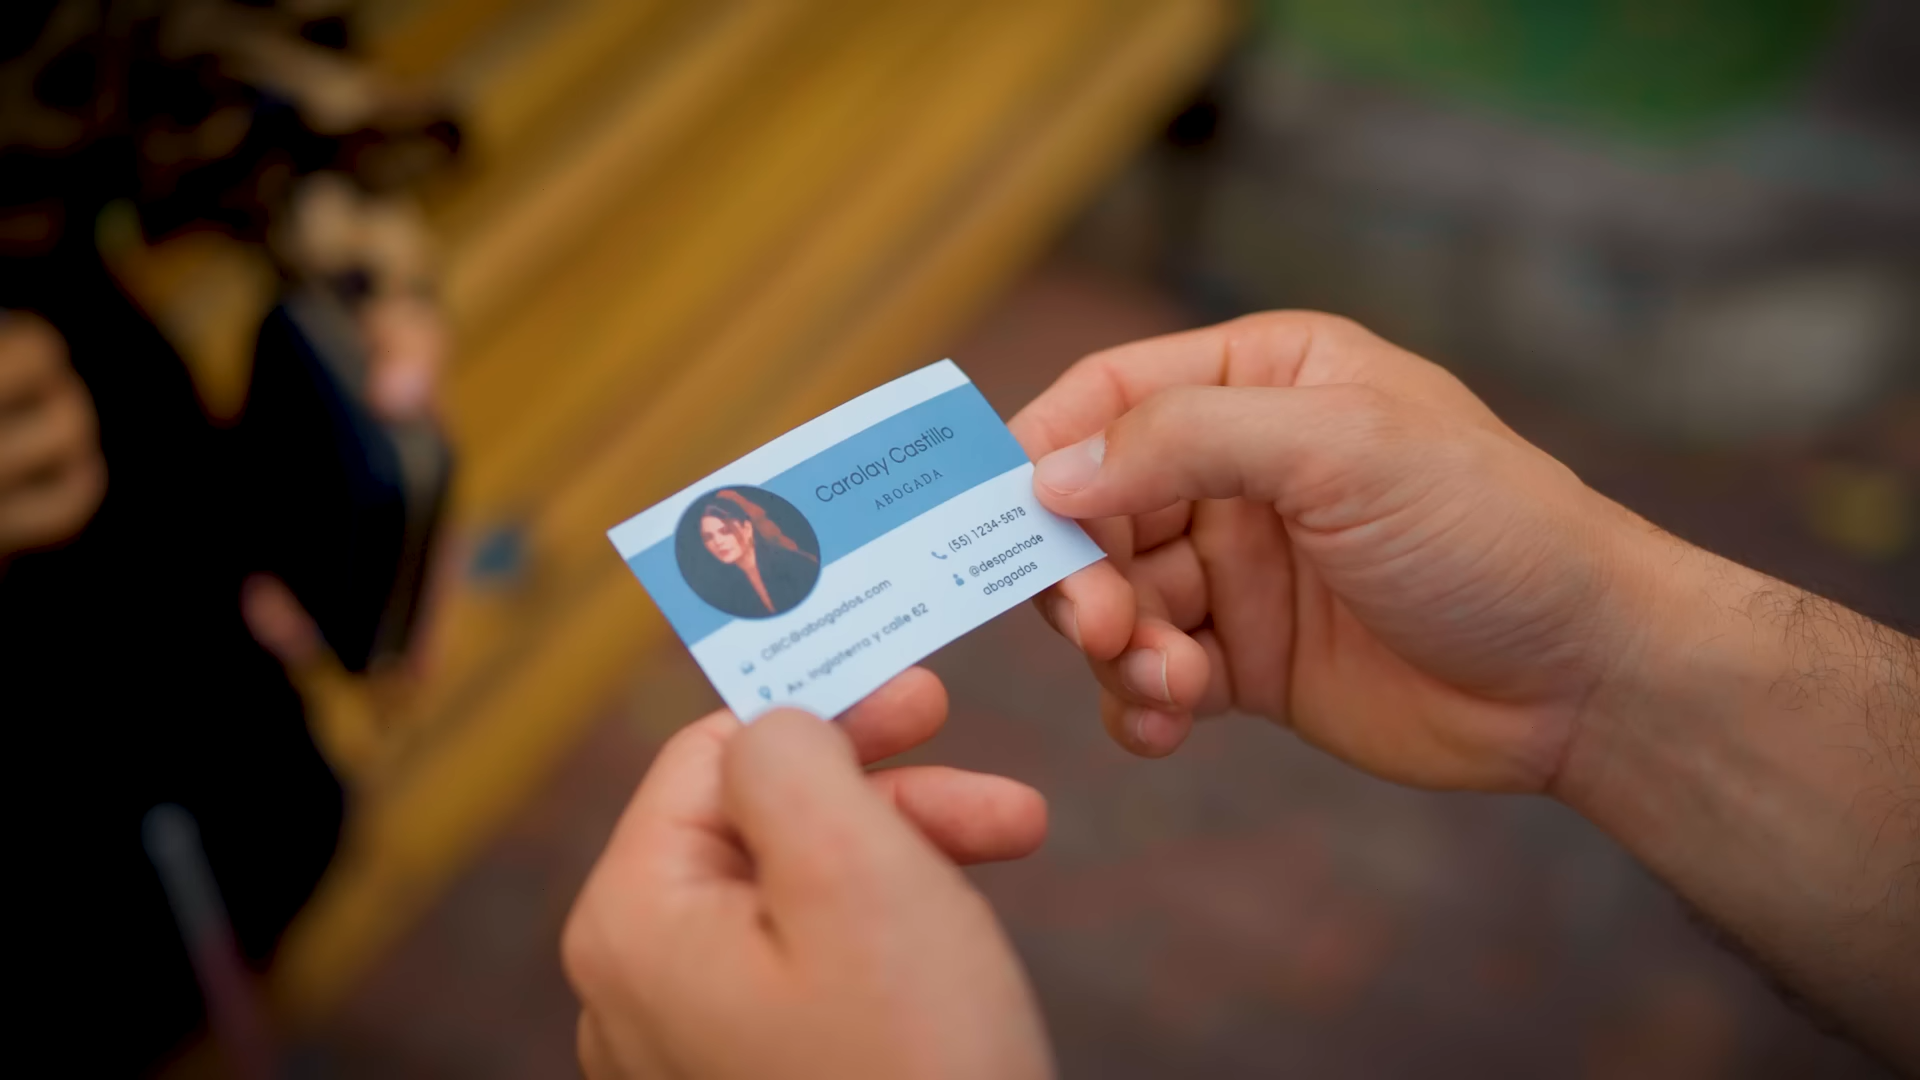 Carolay Castillo
ABOGADA
(55) 1234-5678
@despachode
abogados
CRC@abogados.com
Av. Inglaterra y calle 62